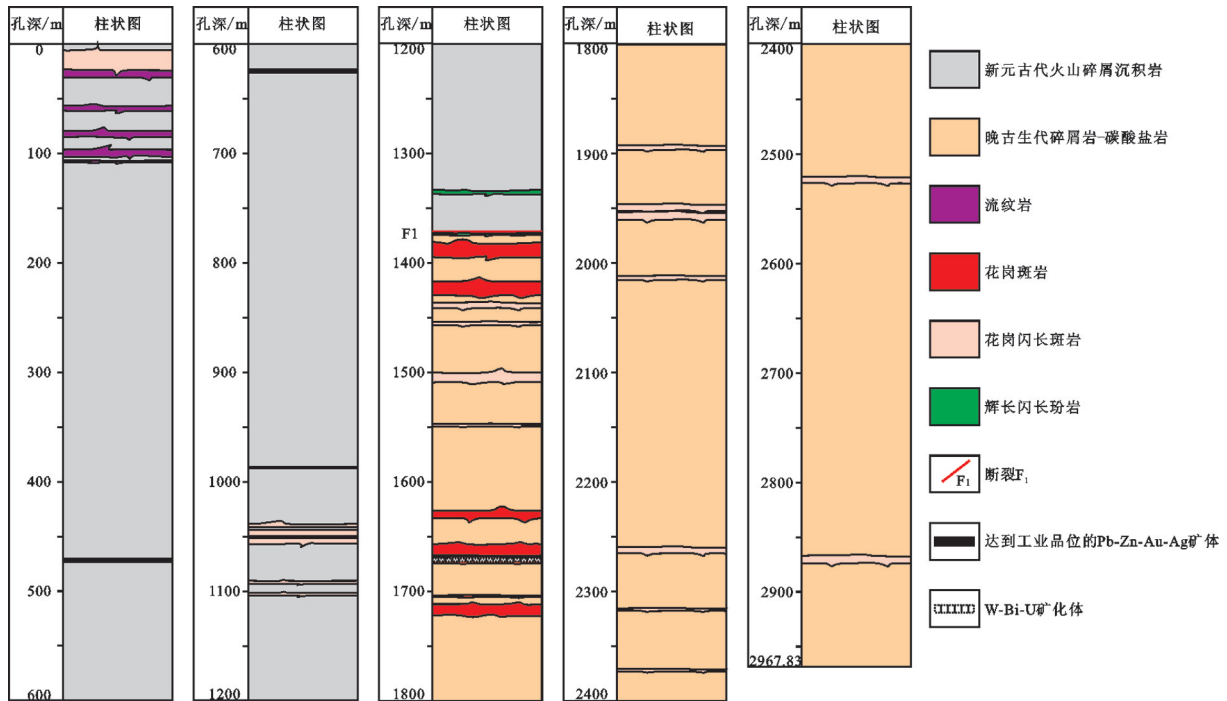 孔深/m 柱状图
0
100
200
300
400
500
600
孔深/m 柱状图
600
700
800
900
1000
1100
1200
孔深/m 柱状图
1200
1300
F1
1400
1500
1600
1700
1800
孔深/m 柱状图
1800
1900
2000
2100
2200
2300
2400
孔深/m 柱状图
2400
2500
2600
2700
2800
2900
2967.83
新元古代火山碎屑沉积岩
晚古生代碎屑岩-碳酸盐岩
流纹岩
花岗斑岩
花岗闪长斑岩
辉长闪长玢岩
F₁ 断裂F₁
达到工业品位的Pb-Zn-Au-Ag矿体
W-Bi-U矿化体